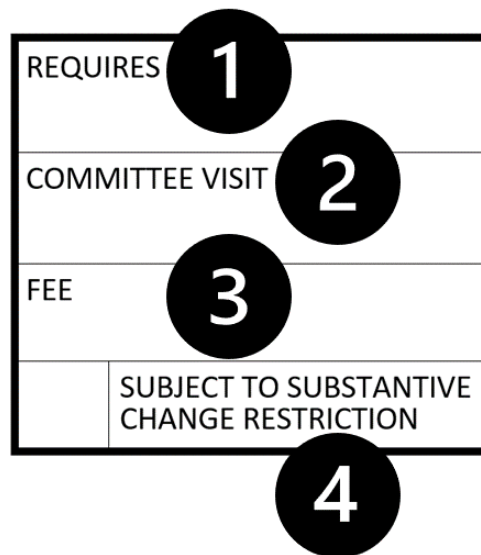 REQUIRES 1
COMMITTEE VISIT 2
FEE 3
SUBJECT TO SUBSTANTIVE
CHANGE RESTRICTION
4